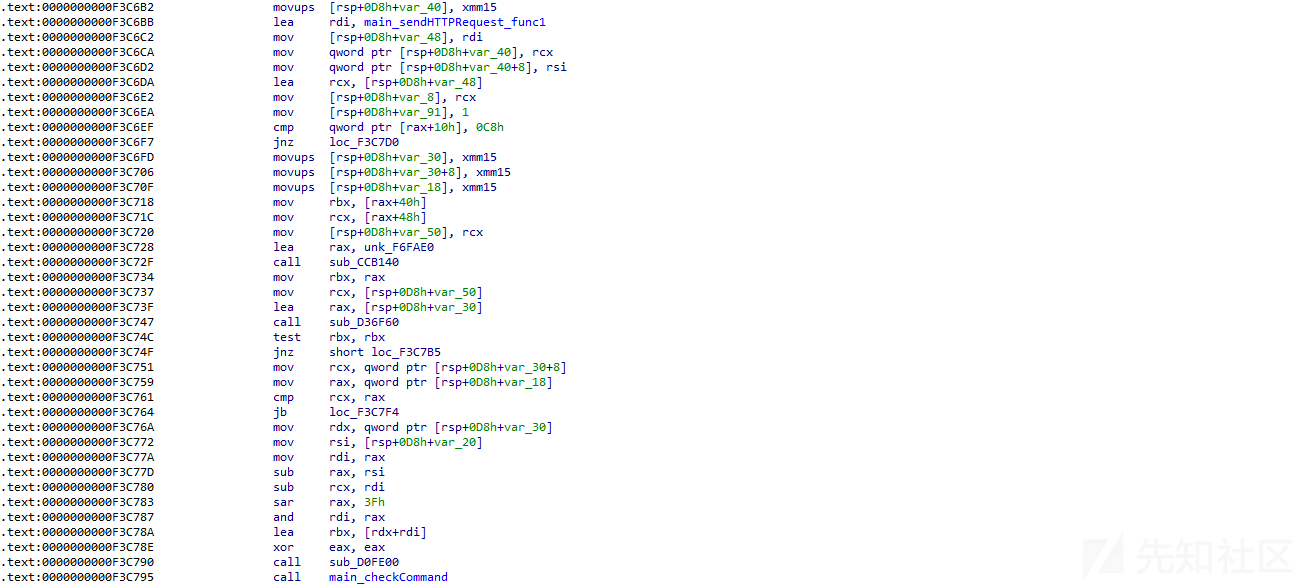 .text:0000000000F3C6B2 movups [rsp+0D8h+var_40], xmm15
.text:0000000000F3C6BB lea rdi, main_sendHTTPRequest_func1
.text:0000000000F3C6C2 mov [rsp+0D8h+var_48], rdi
.text:0000000000F3C6CA mov qword ptr [rsp+0D8h+var_40], rcx
.text:0000000000F3C6D2 mov qword ptr [rsp+0D8h+var_40+8], rsi
.text:0000000000F3C6DA lea rcx, [rsp+0D8h+var_48]
.text:0000000000F3C6E2 mov [rsp+0D8h+var_8], rcx
.text:0000000000F3C6EA mov [rsp+0D8h+var_91], 1
.text:0000000000F3C6EF cmp qword ptr [rax+10h], 0C8h
.text:0000000000F3C6F7 jnz loc_F3C7D0
.text:0000000000F3C6FD movups [rsp+0D8h+var_30], xmm15
.text:0000000000F3C706 movups [rsp+0D8h+var_30+8], xmm15
.text:0000000000F3C70F movups [rsp+0D8h+var_18], xmm15
.text:0000000000F3C718 mov rbx, [rax+40h]
.text:0000000000F3C71C mov rcx, [rax+48h]
.text:0000000000F3C720 mov [rsp+0D8h+var_50], rcx
.text:0000000000F3C728 lea rax, unk_F6FAE0
.text:0000000000F3C72F call sub_CCB140
.text:0000000000F3C734 mov rbx, rax
.text:0000000000F3C737 mov rcx, [rsp+0D8h+var_50]
.text:0000000000F3C73F lea rax, [rsp+0D8h+var_30]
.text:0000000000F3C747 call sub_D36F60
.text:0000000000F3C74C test rbx, rbx
.text:0000000000F3C74F jnz short loc_F3C7B5
.text:0000000000F3C751 mov rcx, qword ptr [rsp+0D8h+var_30+8]
.text:0000000000F3C759 mov rax, qword ptr [rsp+0D8h+var_18]
.text:0000000000F3C761 cmp rcx, rax
.text:0000000000F3C764 jb loc_F3C7F4
.text:0000000000F3C76A mov rdx, qword ptr [rsp+0D8h+var_30]
.text:0000000000F3C772 mov rsi, [rsp+0D8h+var_20]
.text:0000000000F3C77A mov rdi, rax
.text:0000000000F3C77D sub rax, rsi
.text:0000000000F3C780 sub rcx, rdi
.text:0000000000F3C783 sar rax, 3Fh
.text:0000000000F3C787 and rdi, rax
.text:0000000000F3C78A lea rbx, [rdx+rdi]
.text:0000000000F3C78E xor eax, eax
.text:0000000000F3C790 call sub_D0FE00
.text:0000000000F3C795 call main_checkCommand
先知社区